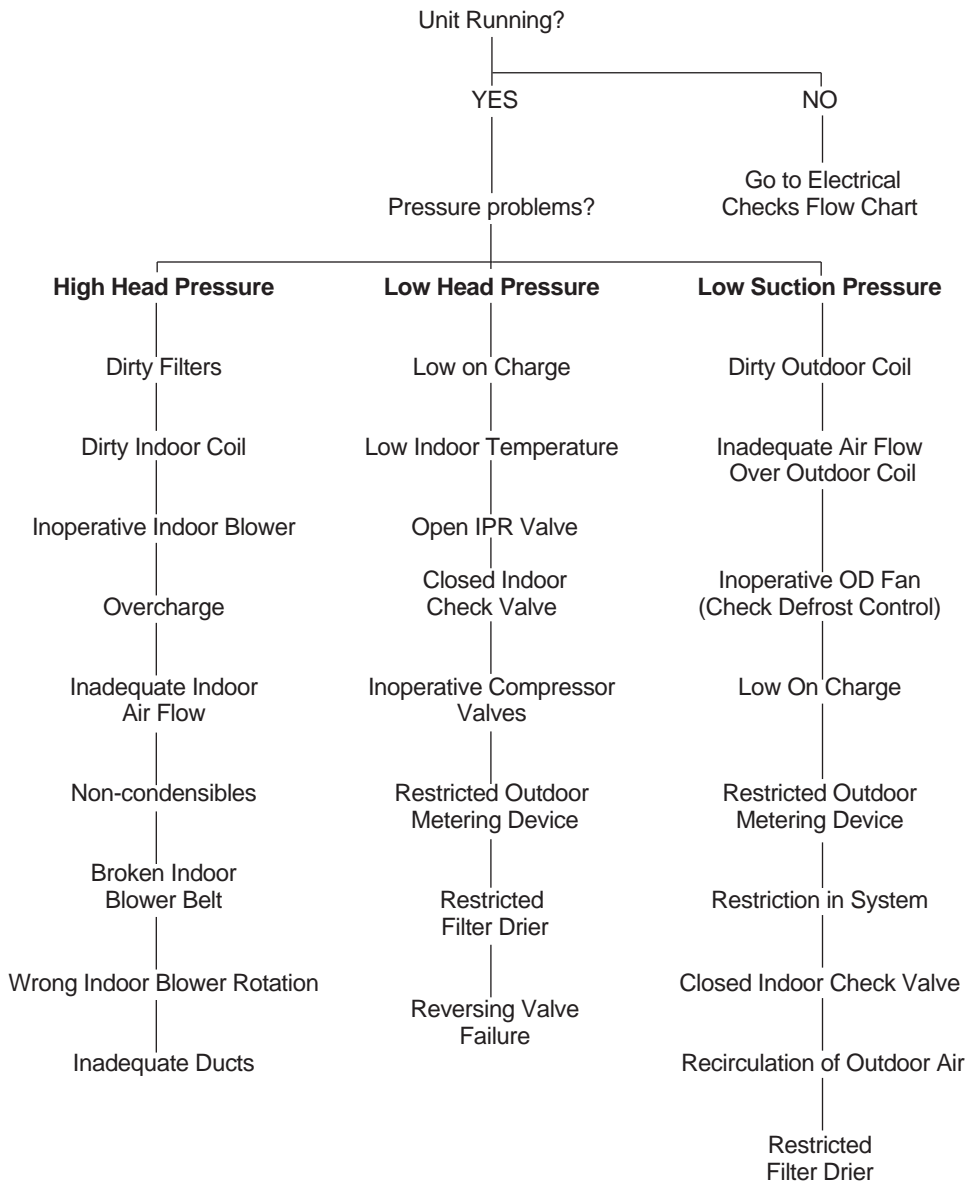 Unit Running?
YES
NO
Go to Electrical
Checks Flow Chart
Pressure problems?
High Head Pressure
Dirty Filters
Dirty Indoor Coil
Inoperative Indoor Blower
Overcharge
Inadequate Indoor
Air Flow
Non-condensibles
Broken Indoor
Blower Belt
Wrong Indoor Blower Rotation
Inadequate Ducts
Low Head Pressure
Low on Charge
Low Indoor Temperature
Open IPR Valve
Closed Indoor
Check Valve
Inoperative Compressor
Valves
Restricted Outdoor
Metering Device
Restricted
Filter Drier
Reversing Valve
Failure
Low Suction Pressure
Dirty Outdoor Coil
Inadequate Air Flow
Over Outdoor Coil
Inoperative OD Fan
(Check Defrost Control)
Low On Charge
Restricted Outdoor
Metering Device
Restriction in System
Closed Indoor Check Valve
Recirculation of Outdoor Air
Restricted
Filter Drier